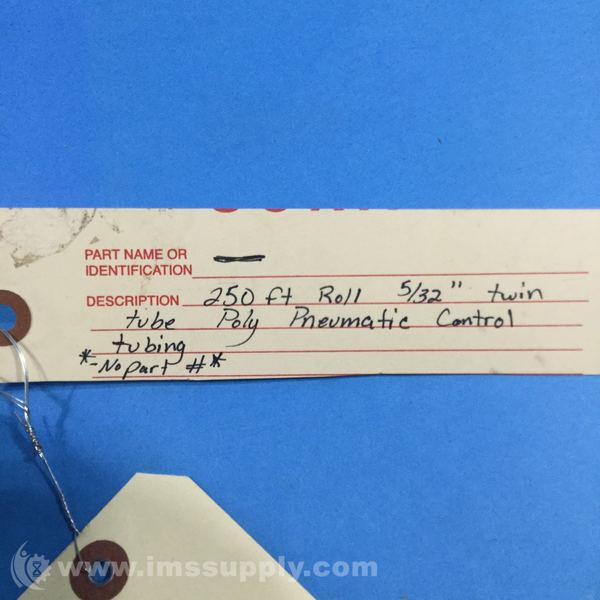 PART NAME OR —
IDENTIFICATION
DESCRIPTION 250 ft Roll 5/32" twin
tube Poly Pneumatic Control
tubing
*-No part #*
www.imssupply.com